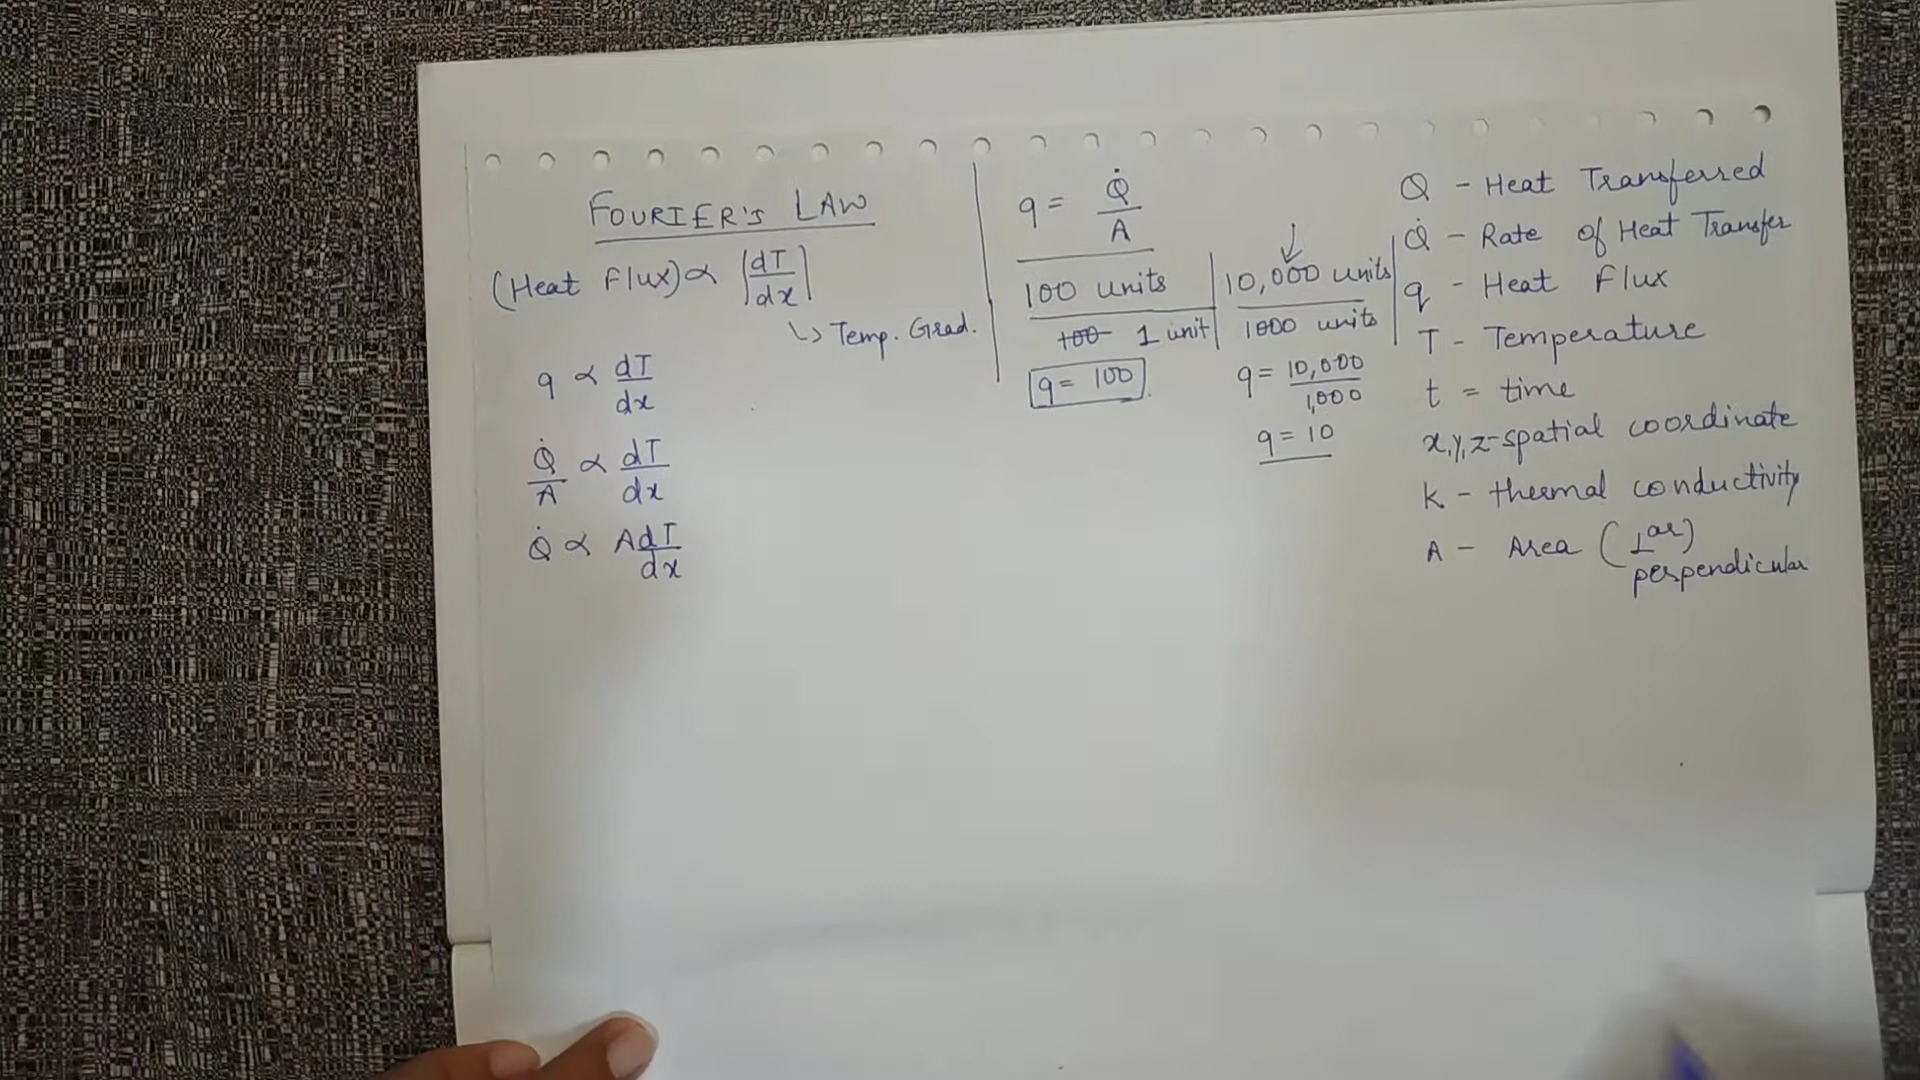 FOURIER'S LAW
(Heat Flux) ∝ |dT/dx|
↳ Temp. Grad.
q ∝ dT/dx
Q̇/A ∝ dT/dx
Q̇ ∝ A dT/dx
q = Q̇/A
100 units
100 1 unit
q = 100
10,000 units
1000 units
q = 10,000/1,000
q = 10
Q - Heat Transferred
Q̇ - Rate of Heat Transfer
q - Heat Flux
T - Temperature
t = time
x,y,z-spatial coordinate
K - thermal conductivity
A - Area (⊥ar)
perpendicular